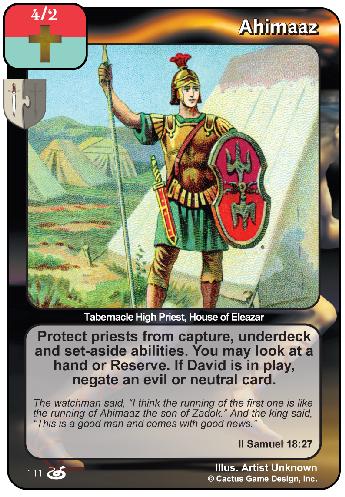 4/2
Ahimaaz
Tabernacle High Priest, House of Eleazar
Protect priests from capture, underdeck
and set-aside abilities. You may look at a
hand or Reserve. If David is in play,
negate an evil or neutral card.
The watchman said, "I think the running of the first one is like
the running of Ahimaaz the son of Zadok." And the king said,
"This is a good man and comes with good news."
II Samuel 18:27
111
Illus. Artist Unknown
© Cactus Game Design, Inc.